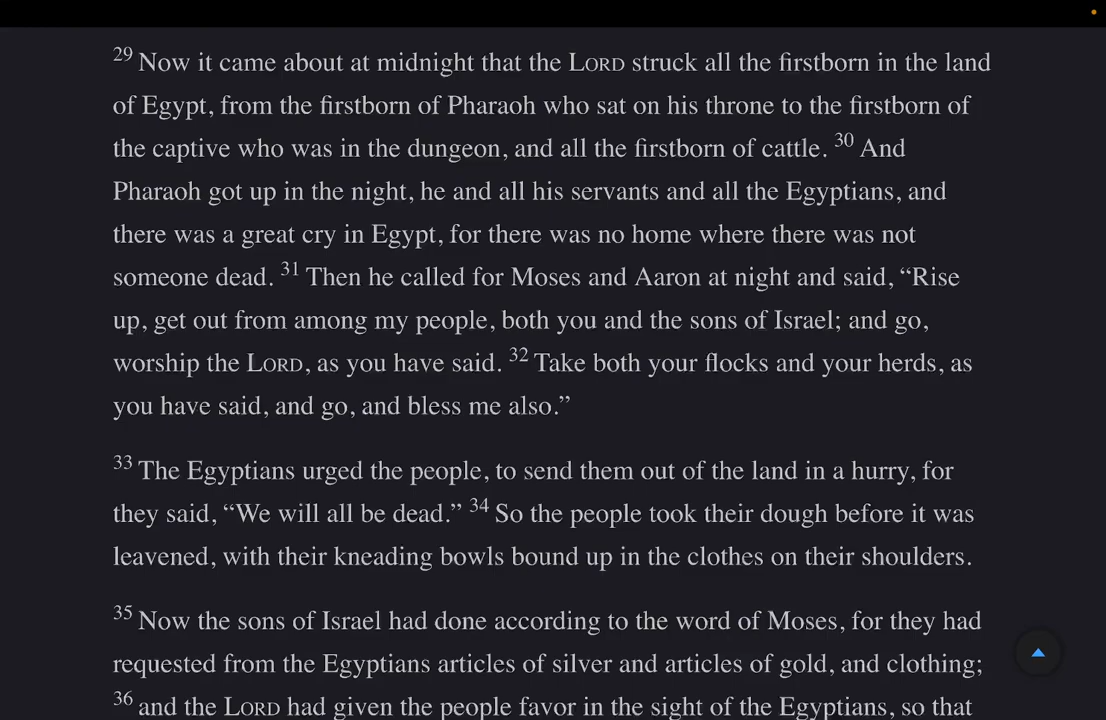 29 Now it came about at midnight that the LORD struck all the firstborn in the land
of Egypt, from the firstborn of Pharaoh who sat on his throne to the firstborn of
the captive who was in the dungeon, and all the firstborn of cattle. 30 And
Pharaoh got up in the night, he and all his servants and all the Egyptians, and
there was a great cry in Egypt, for there was no home where there was not
someone dead. 31 Then he called for Moses and Aaron at night and said, “Rise
up, get out from among my people, both you and the sons of Israel; and go,
worship the LORD, as you have said. 32 Take both your flocks and your herds, as
you have said, and go, and bless me also.”
33 The Egyptians urged the people, to send them out of the land in a hurry, for
they said, “We will all be dead.” 34 So the people took their dough before it was
leavened, with their kneading bowls bound up in the clothes on their shoulders.
35 Now the sons of Israel had done according to the word of Moses, for they had
requested from the Egyptians articles of silver and articles of gold, and clothing;
36 and the LORD had given the people favor in the sight of the Egyptians, so that